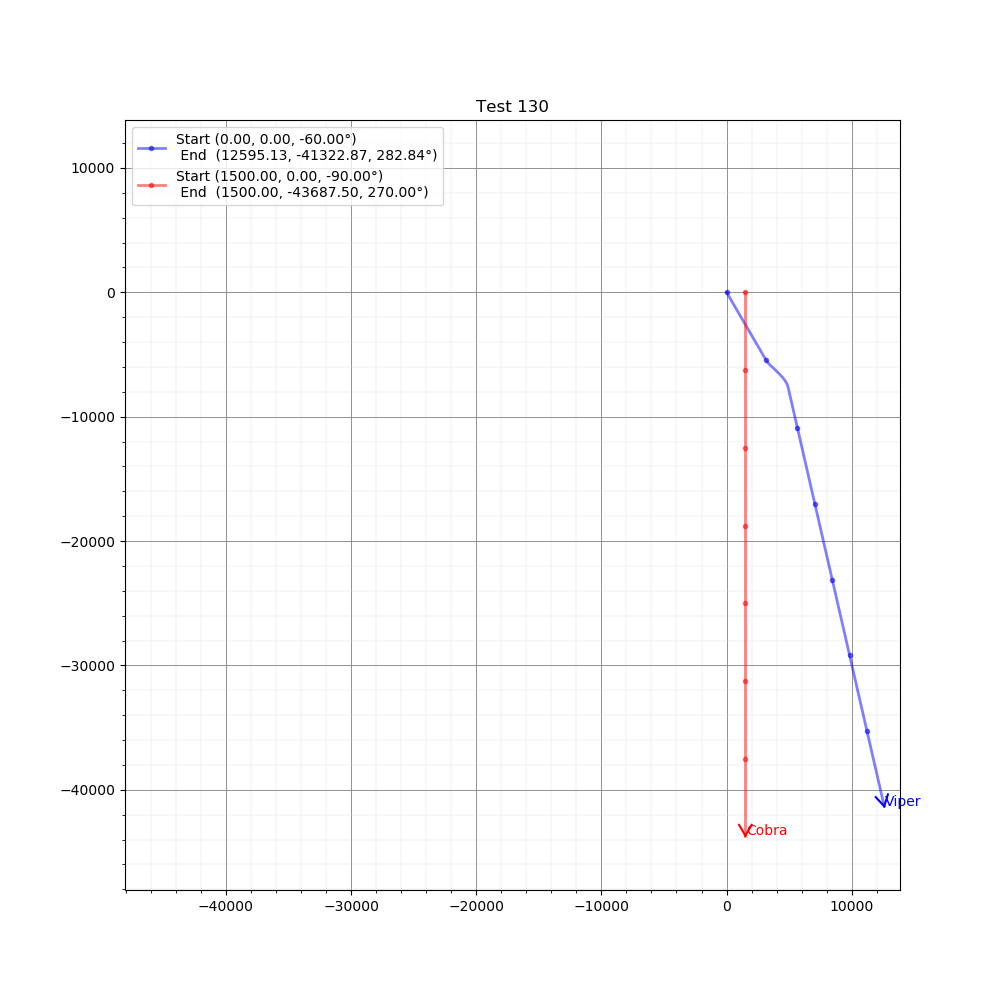 Test 130
Start (0.00, 0.00, -60.00°)
End  (12595.13, -41322.87, 282.84°)
Start (1500.00, 0.00, -90.00°)
End  (1500.00, -43687.50, 270.00°)
10000
0
−10000
−20000
−30000
−40000
Viper
Cobra
−40000
−30000
−20000
−10000
0
10000